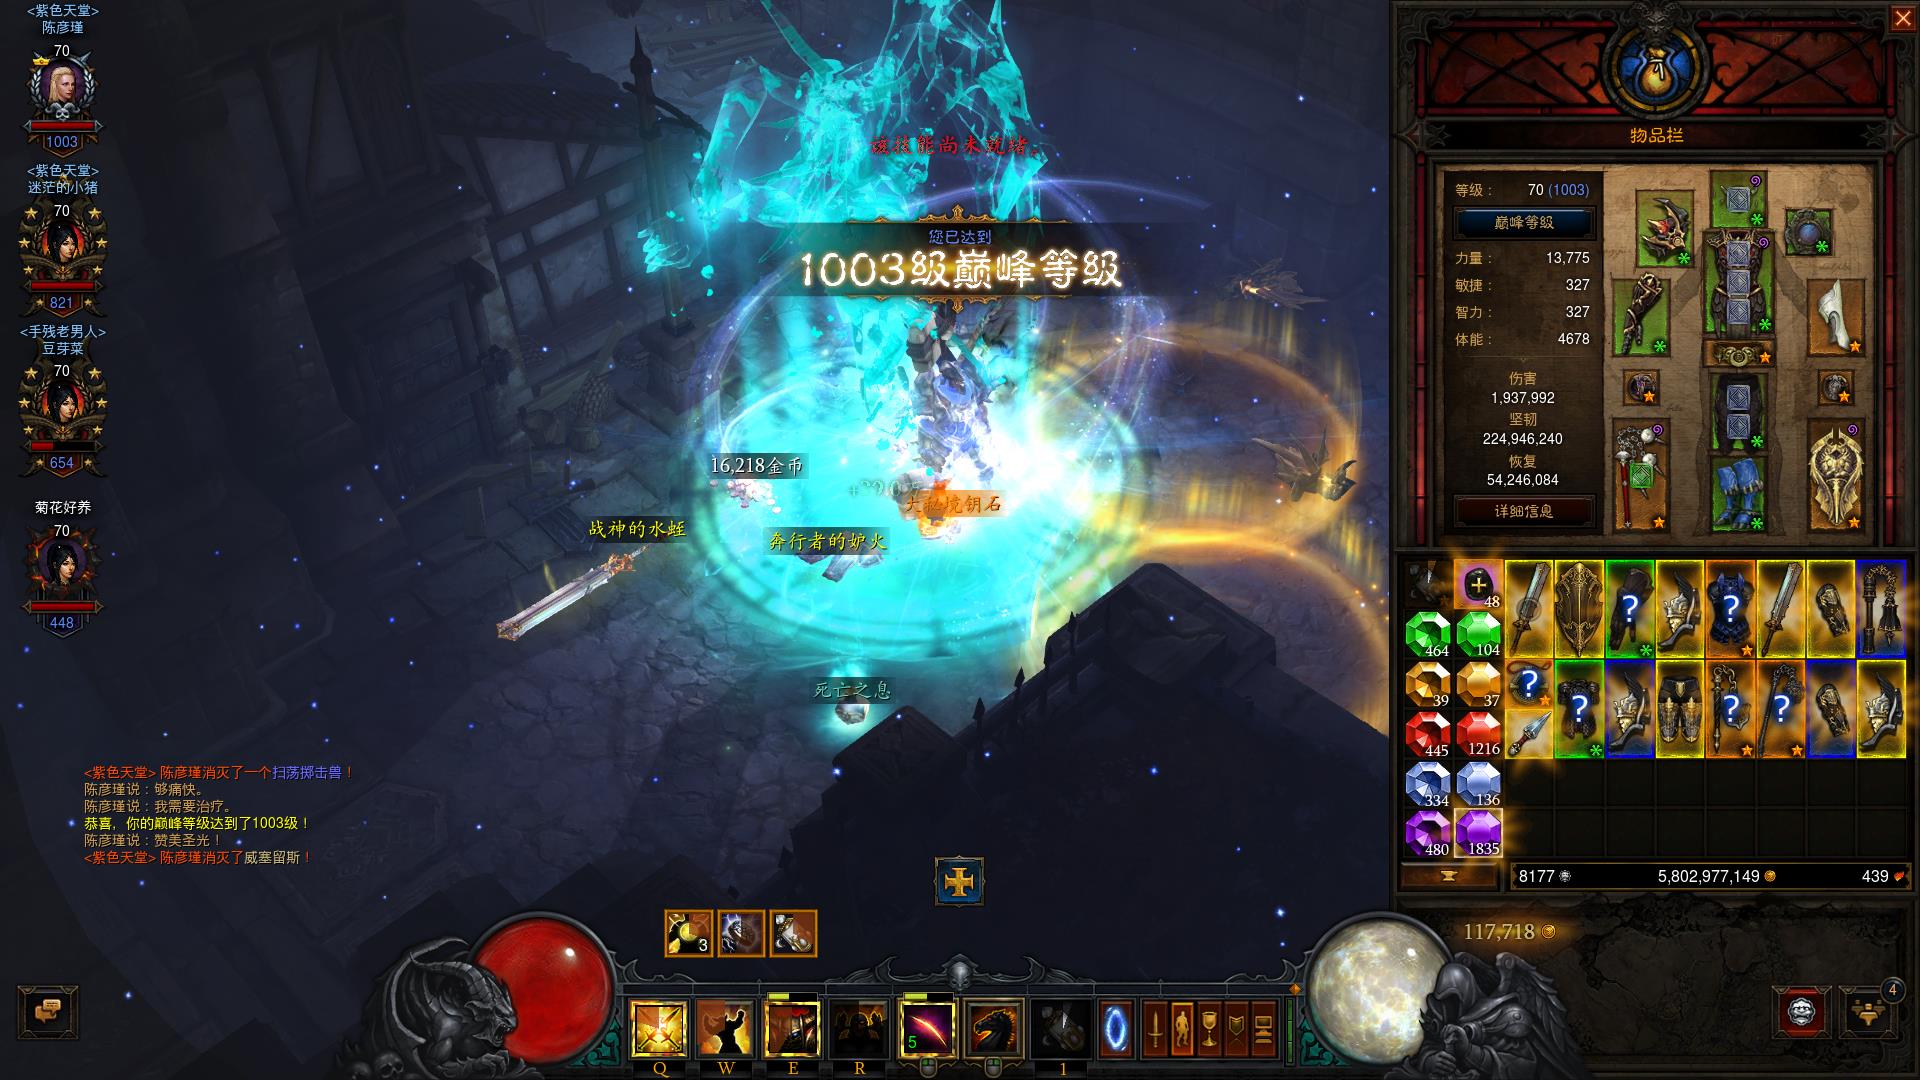 <紫色天堂>
陈彦瑾
70
1003
<紫色天堂>
迷茫的小猪
70
821
<手残老男人>
豆芽菜
70
654
菊花好养
70
448
该技能尚未就绪。
您已达到
1003级巅峰等级
16,218金币
大秘境钥石
战神的水蛭
奔行者的妒火
死亡之息
<紫色天堂> 陈彦瑾消灭了一个扫荡掷击兽！
陈彦瑾说：够痛快。
陈彦瑾说：我需要治疗。
恭喜，你的巅峰等级达到了1003级！
陈彦瑾说：赞美圣光！
<紫色天堂> 陈彦瑾消灭了威塞留斯！
3
5
Q
W
E
R
1
物品栏
等级： 70 (1003)
巅峰等级
力量： 13,775
敏捷： 327
智力： 327
体能： 4678
伤害
1,937,992
坚韧
224,946,240
恢复
54,246,084
详细信息
48
? ?
464 104
39 37
? ? ? ?
445 1216
334 136
480 1835
8177 5,802,977,149 439
117,718
4